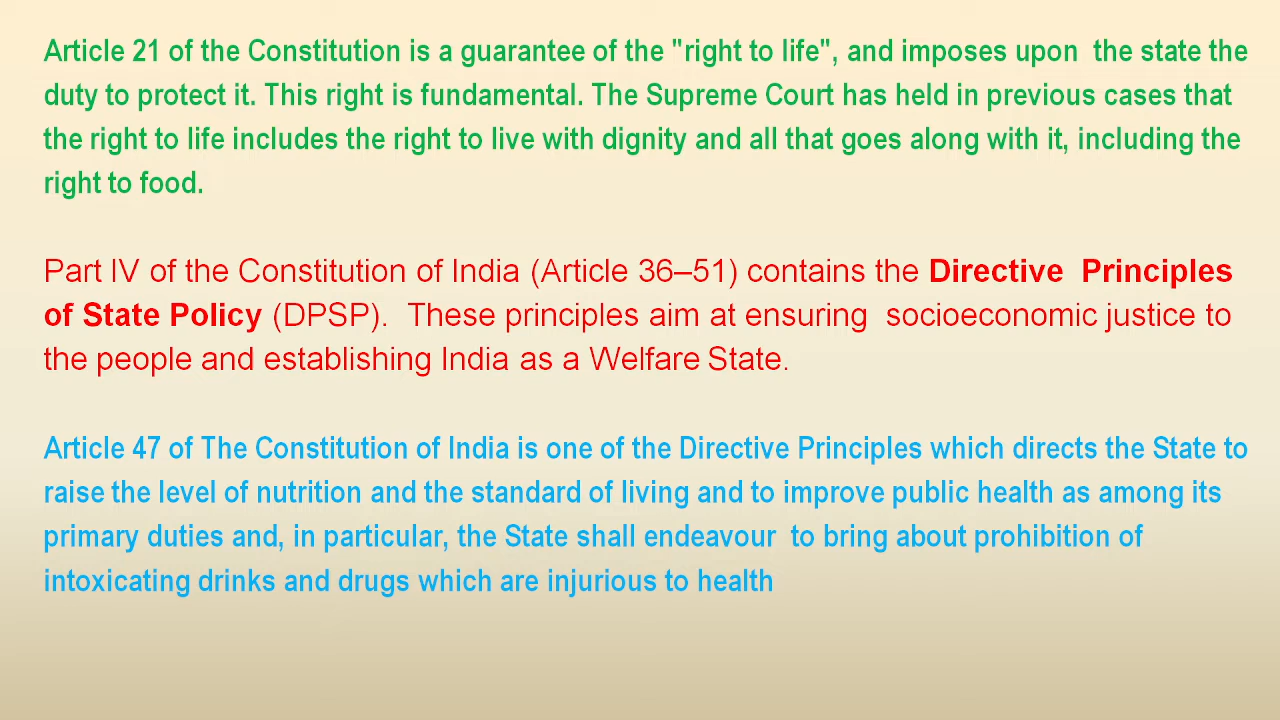 Article 21 of the Constitution is a guarantee of the "right to life", and imposes upon  the state the
duty to protect it. This right is fundamental. The Supreme Court has held in previous cases that
the right to life includes the right to live with dignity and all that goes along with it, including the
right to food.
Part IV of the Constitution of India (Article 36–51) contains the Directive  Principles
of State Policy (DPSP).  These principles aim at ensuring  socioeconomic justice to
the people and establishing India as a Welfare State.
Article 47 of The Constitution of India is one of the Directive Principles which directs the State to
raise the level of nutrition and the standard of living and to improve public health as among its
primary duties and, in particular, the State shall endeavour  to bring about prohibition of
intoxicating drinks and drugs which are injurious to health